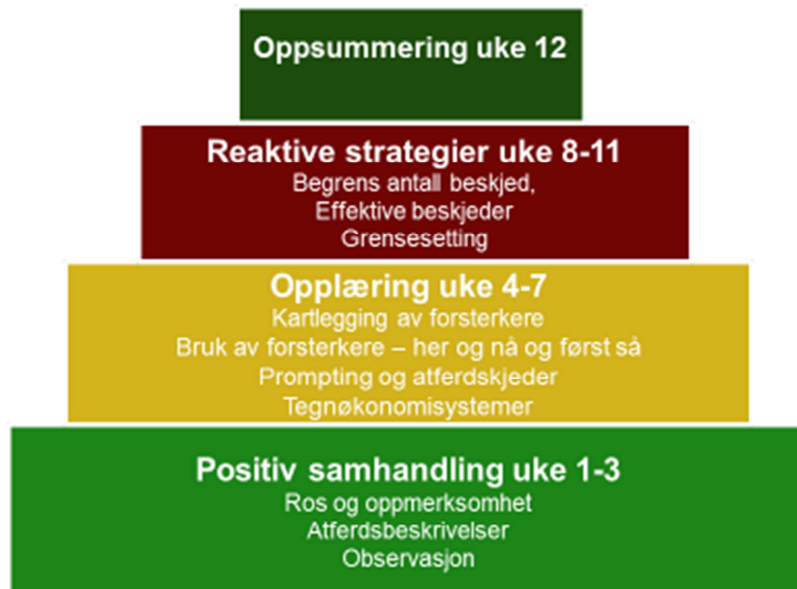 Oppsummering uke 12
Reaktive strategier uke 8-11
Begrens antall beskjed,
Effektive beskjeder
Grensesetting
Opplæring uke 4-7
Kartlegging av forsterkere
Bruk av forsterkere – her og nå og først så
Prompting og atferdskjeder
Tegnøkonomisystemer
Positiv samhandling uke 1-3
Ros og oppmerksomhet
Atferdsbeskrivelser
Observasjon